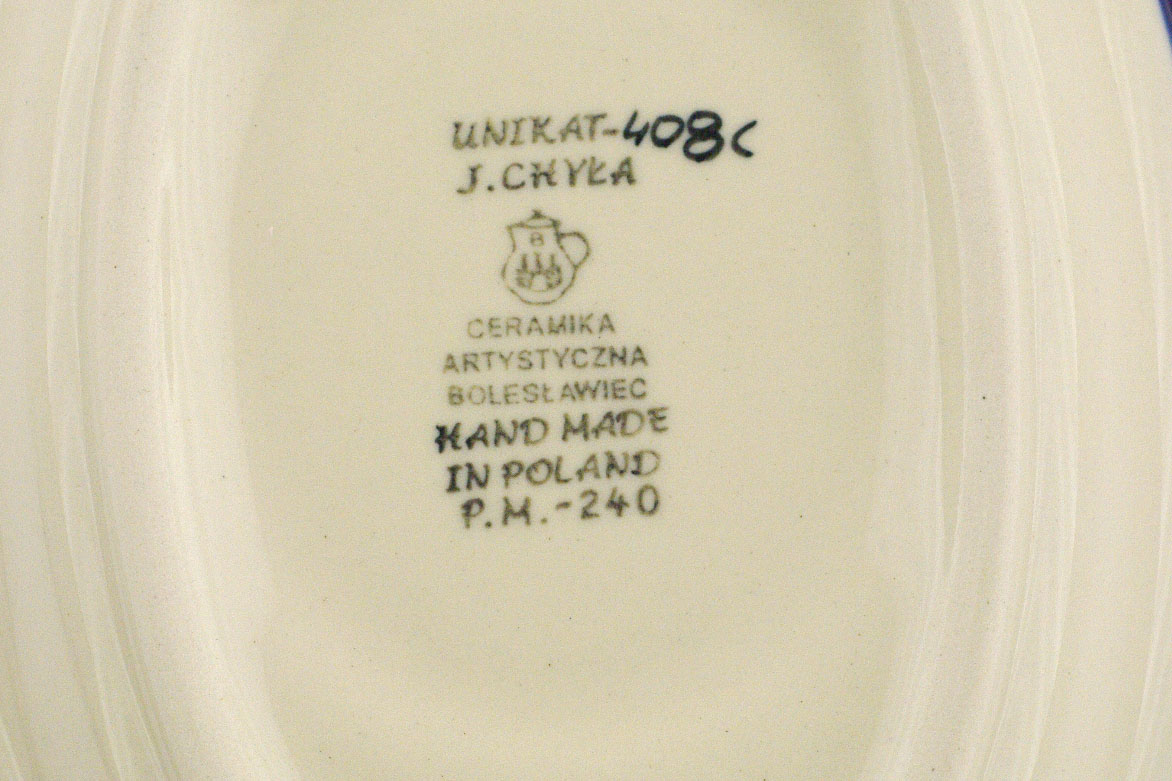 UNIKAT-408C
J. CHYŁA
B
CERAMIKA
ARTYSTYCZNA
BOLESŁAWIEC
HAND MADE
IN POLAND
P.M.-240